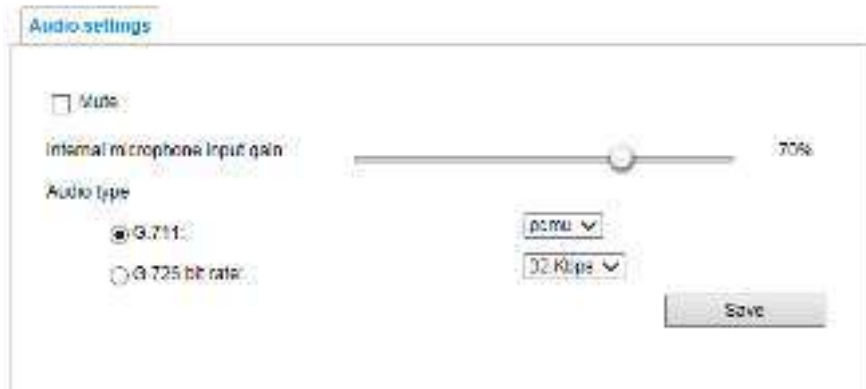 Audio settings
Mute
Internal microphone input gain:
70%
Audio type
G.711:
pcmu
G.726 bit rate:
32 Kbps
Save